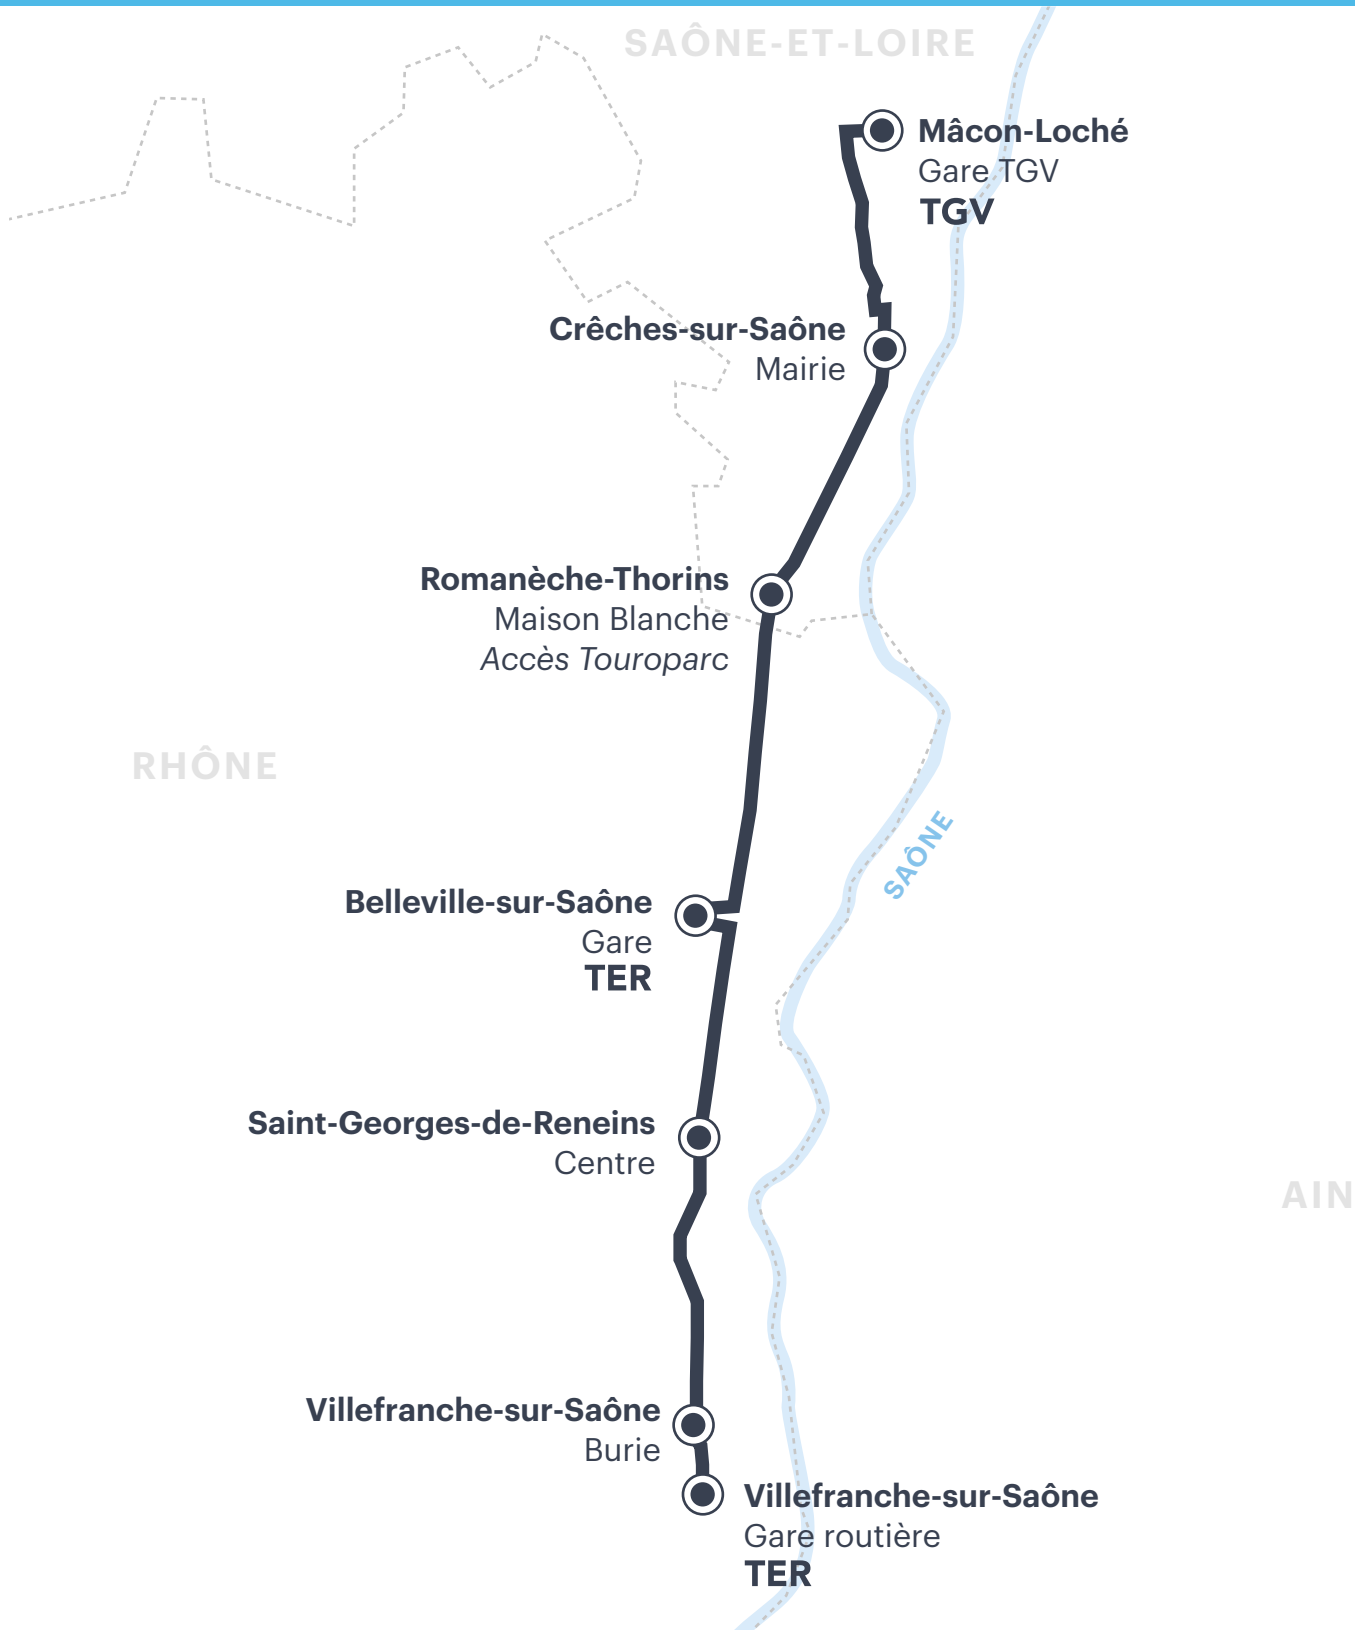 SAÔNE-ET-LOIRE
Mâcon-Loché
Gare TGV
TGV
Crêches-sur-Saône
Mairie
Romanèche-Thorins
Maison Blanche
Accès Touroparc
RHÔNE
SAÔNE
Belleville-sur-Saône
Gare
TER
Saint-Georges-de-Reneins
Centre
AIN
Villefranche-sur-Saône
Burie
Villefranche-sur-Saône
Gare routière
TER